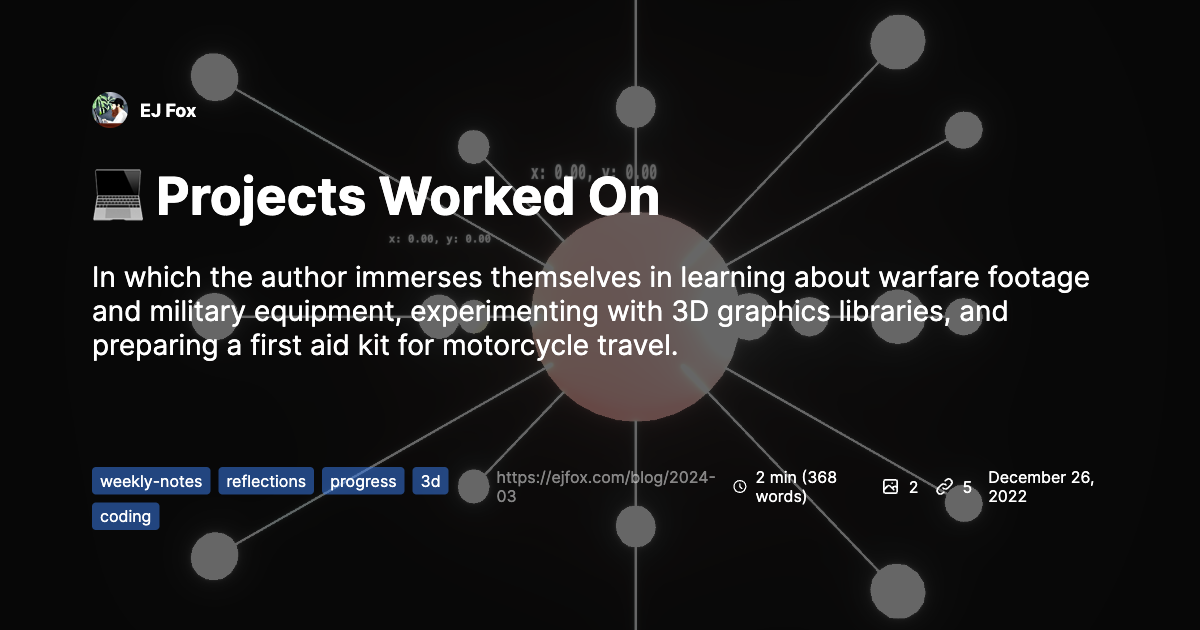 EJ Fox
x: 0.00, y: 0.00
💻 Projects Worked On
x: 0.00, y: 0.00
In which the author immerses themselves in learning about warfare footage
and military equipment, experimenting with 3D graphics libraries, and
preparing a first aid kit for motorcycle travel.
weekly-notes reflections progress 3d
coding
https://ejfox.com/blog/2024-
03
2 min (368
words)
2
5
December 26,
2022